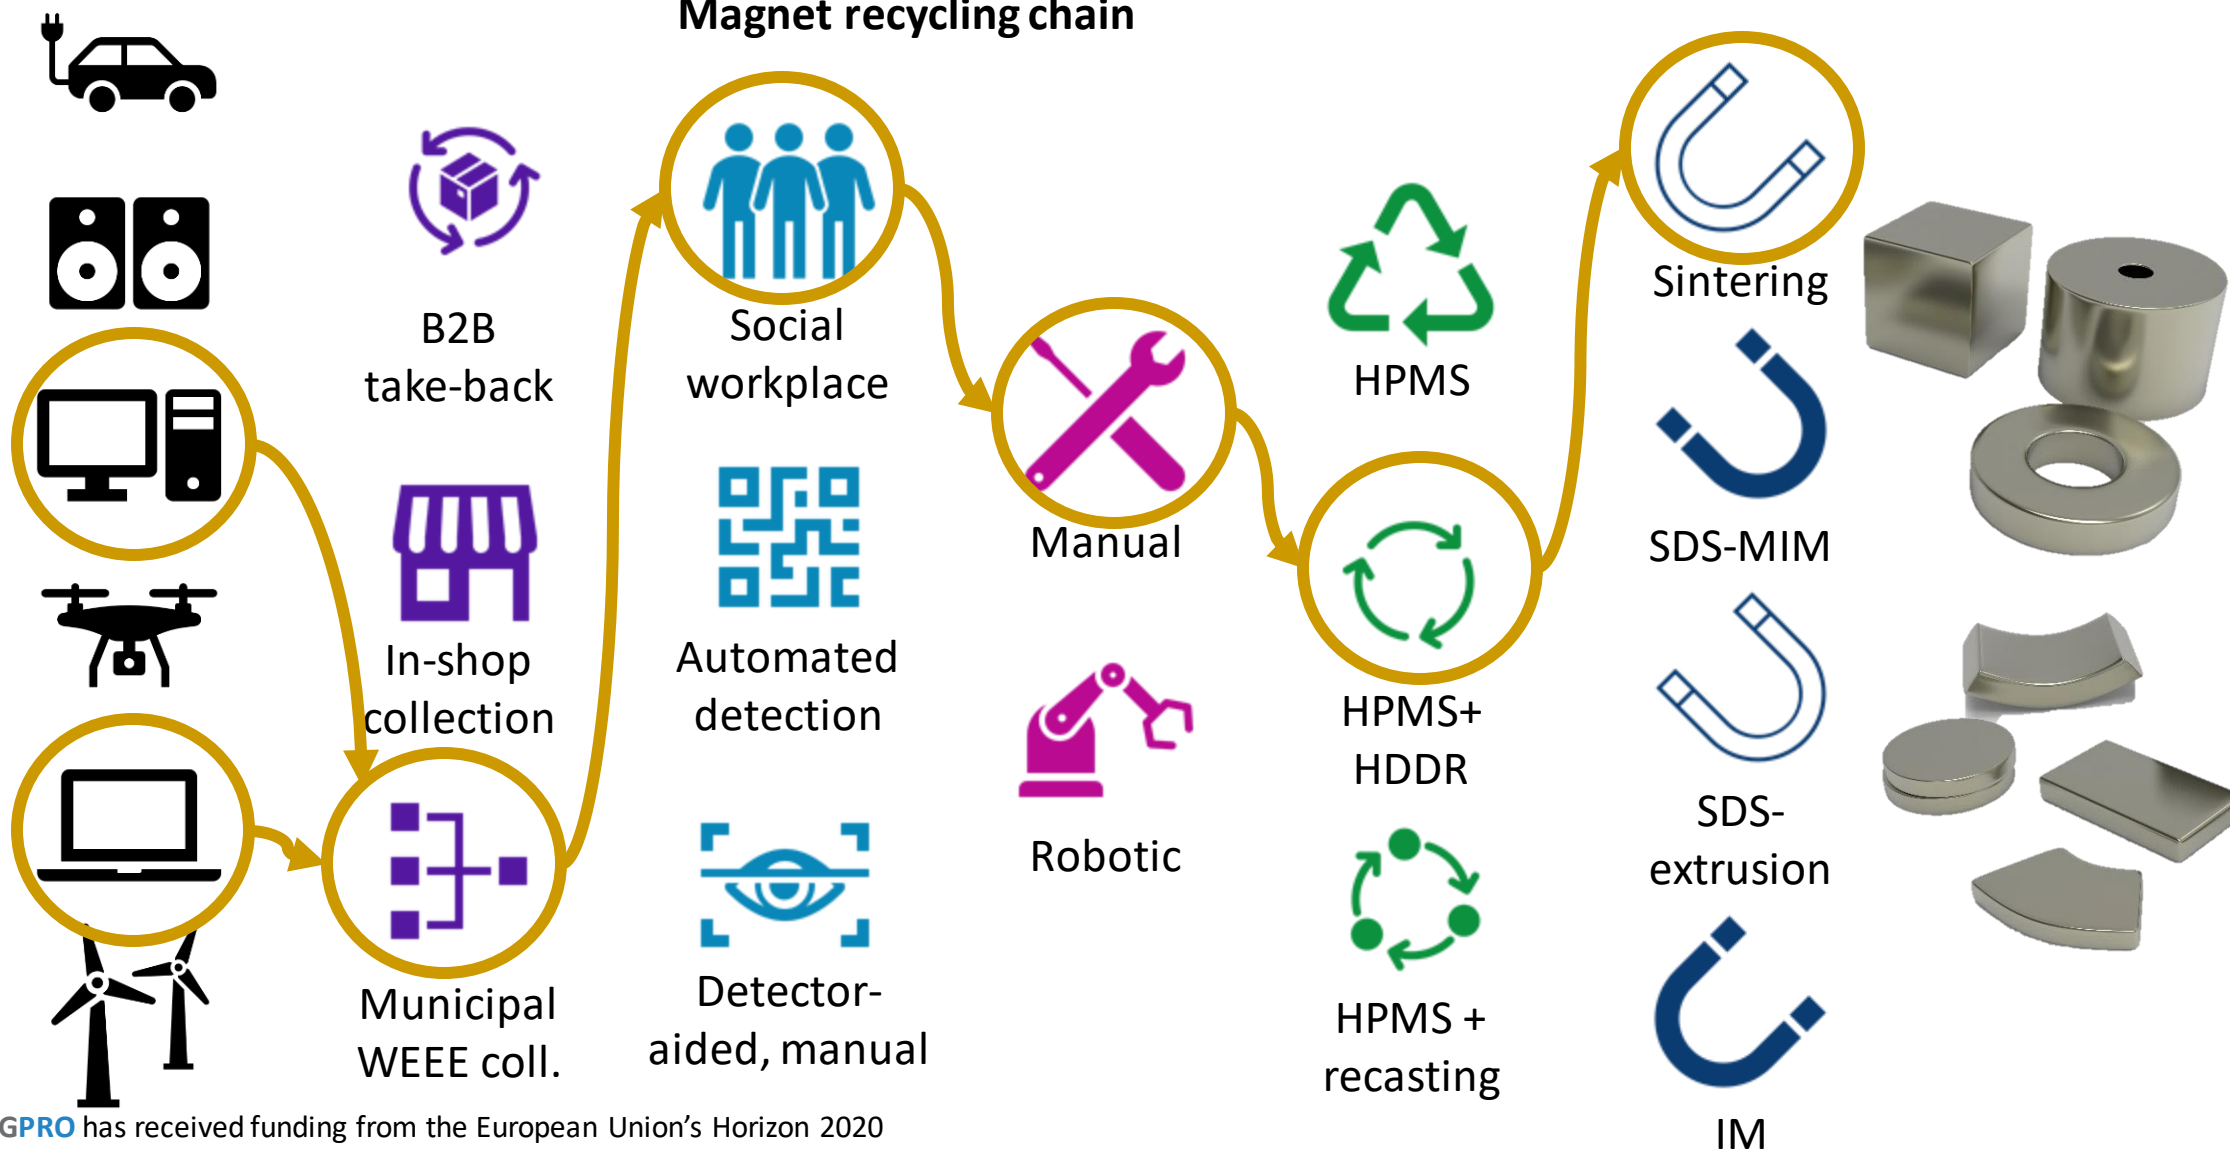 Magnet recycling chain
B2B
take-back
In-shop
collection
Municipal
WEEE coll.
Social
workplace
Automated
detection
Detector-
aided, manual
Manual
Robotic
HPMS
HPMS+
HDDR
HPMS +
recasting
Sintering
SDS-MIM
SDS-
extrusion
IM
GPRO has received funding from the European Union's Horizon 2020